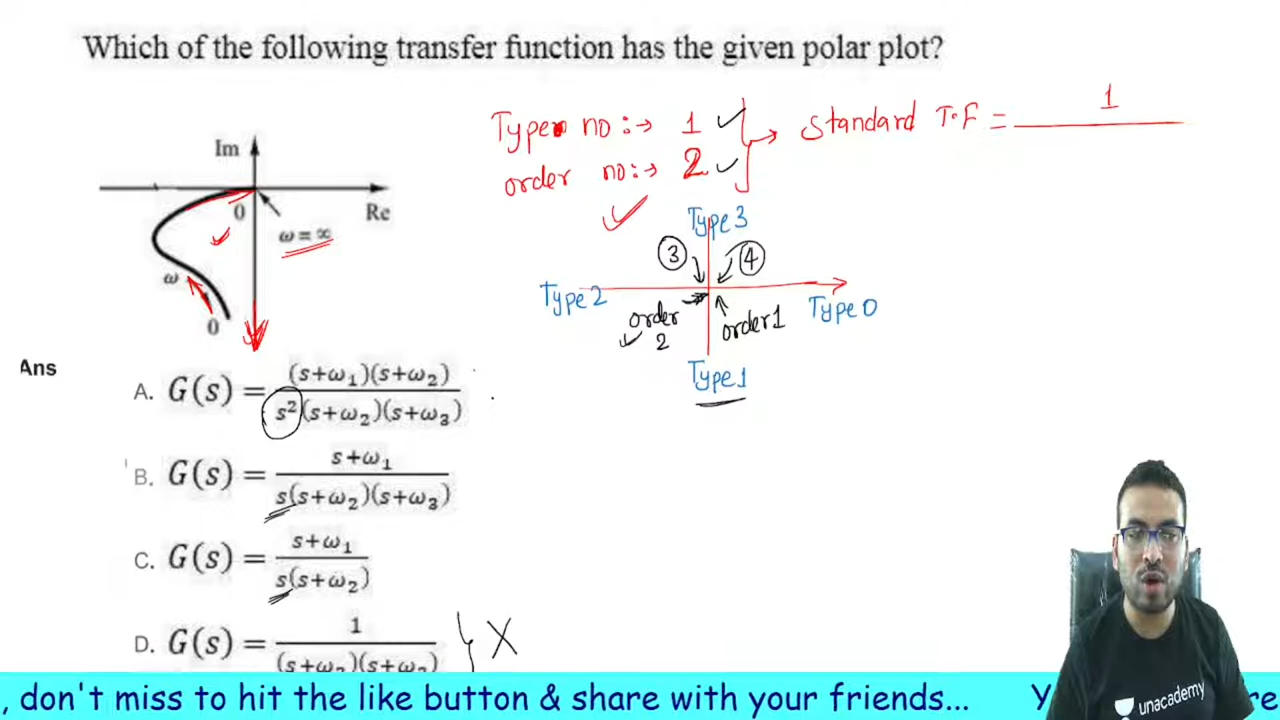 Which of the following transfer function has the given polar plot?
Type no :→ 1 ✓
order no :→ 2 ✓
→ standard T.F = 1
Im
0
Re
ω = ∞
ω
0
Type 3
③ ④
Type 2
Type 0
order 2
order 1
Type 1
Ans
A. G(s) = (s+ω₁)(s+ω₂) / s²(s+ω₂)(s+ω₃)
B. G(s) = s+ω₁ / s(s+ω₂)(s+ω₃)
C. G(s) = s+ω₁ / s(s+ω₂)
D. G(s) = 1 / (s+ω₂)(s+ω₃) } X
unacademy
, don't miss to hit the like button & share with your friends... Y
re